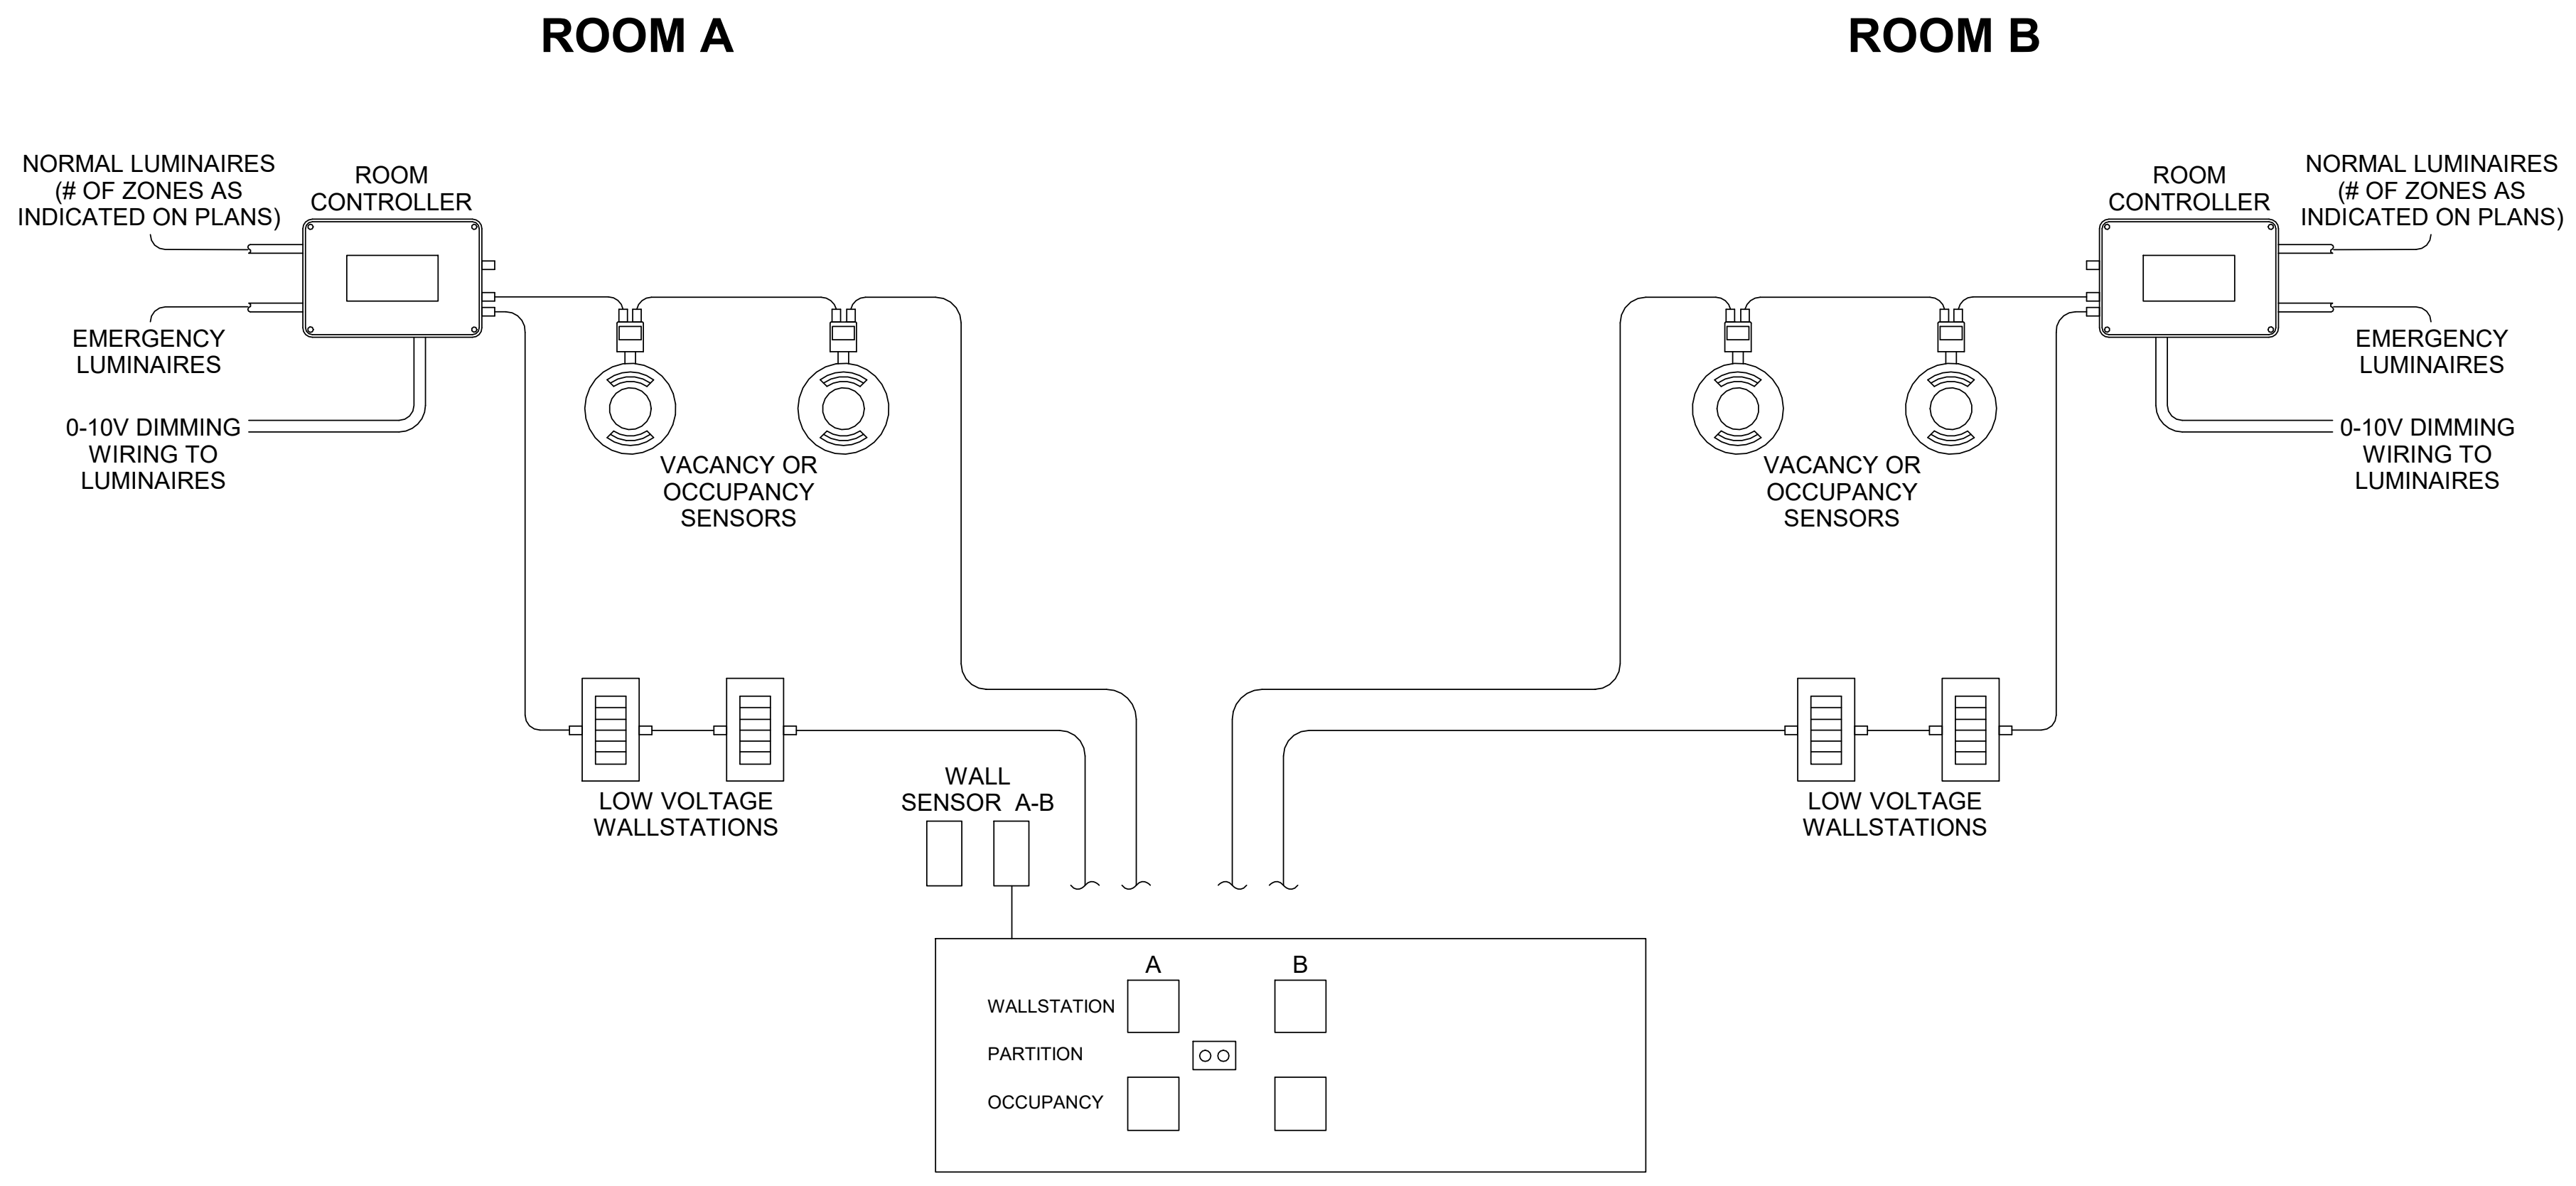 ROOM A
ROOM B
NORMAL LUMINAIRES
(# OF ZONES AS
INDICATED ON PLANS)
ROOM
CONTROLLER
EMERGENCY
LUMINAIRES
0-10V DIMMING
WIRING TO
LUMINAIRES
VACANCY OR
OCCUPANCY
SENSORS
LOW VOLTAGE
WALLSTATIONS
WALL
SENSOR A-B
ROOM
CONTROLLER
NORMAL LUMINAIRES
(# OF ZONES AS
INDICATED ON PLANS)
EMERGENCY
LUMINAIRES
0-10V DIMMING
WIRING TO
LUMINAIRES
VACANCY OR
OCCUPANCY
SENSORS
LOW VOLTAGE
WALLSTATIONS
A
B
WALLSTATION
PARTITION
OCCUPANCY